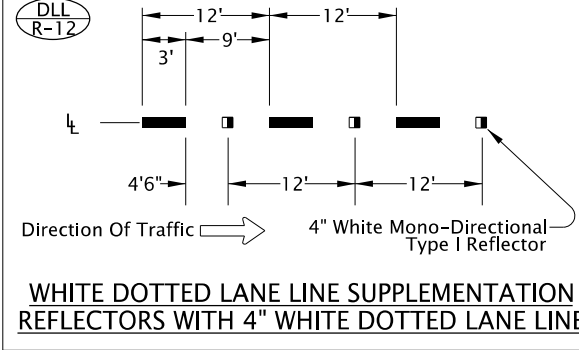 DLL
R-12
12' 12'
9'
3'
LL
4'6" 12' 12'
Direction Of Traffic
4" White Mono-Directional
Type I Reflector
WHITE DOTTED LANE LINE SUPPLEMENTATION
REFLECTORS WITH 4" WHITE DOTTED LANE LINE